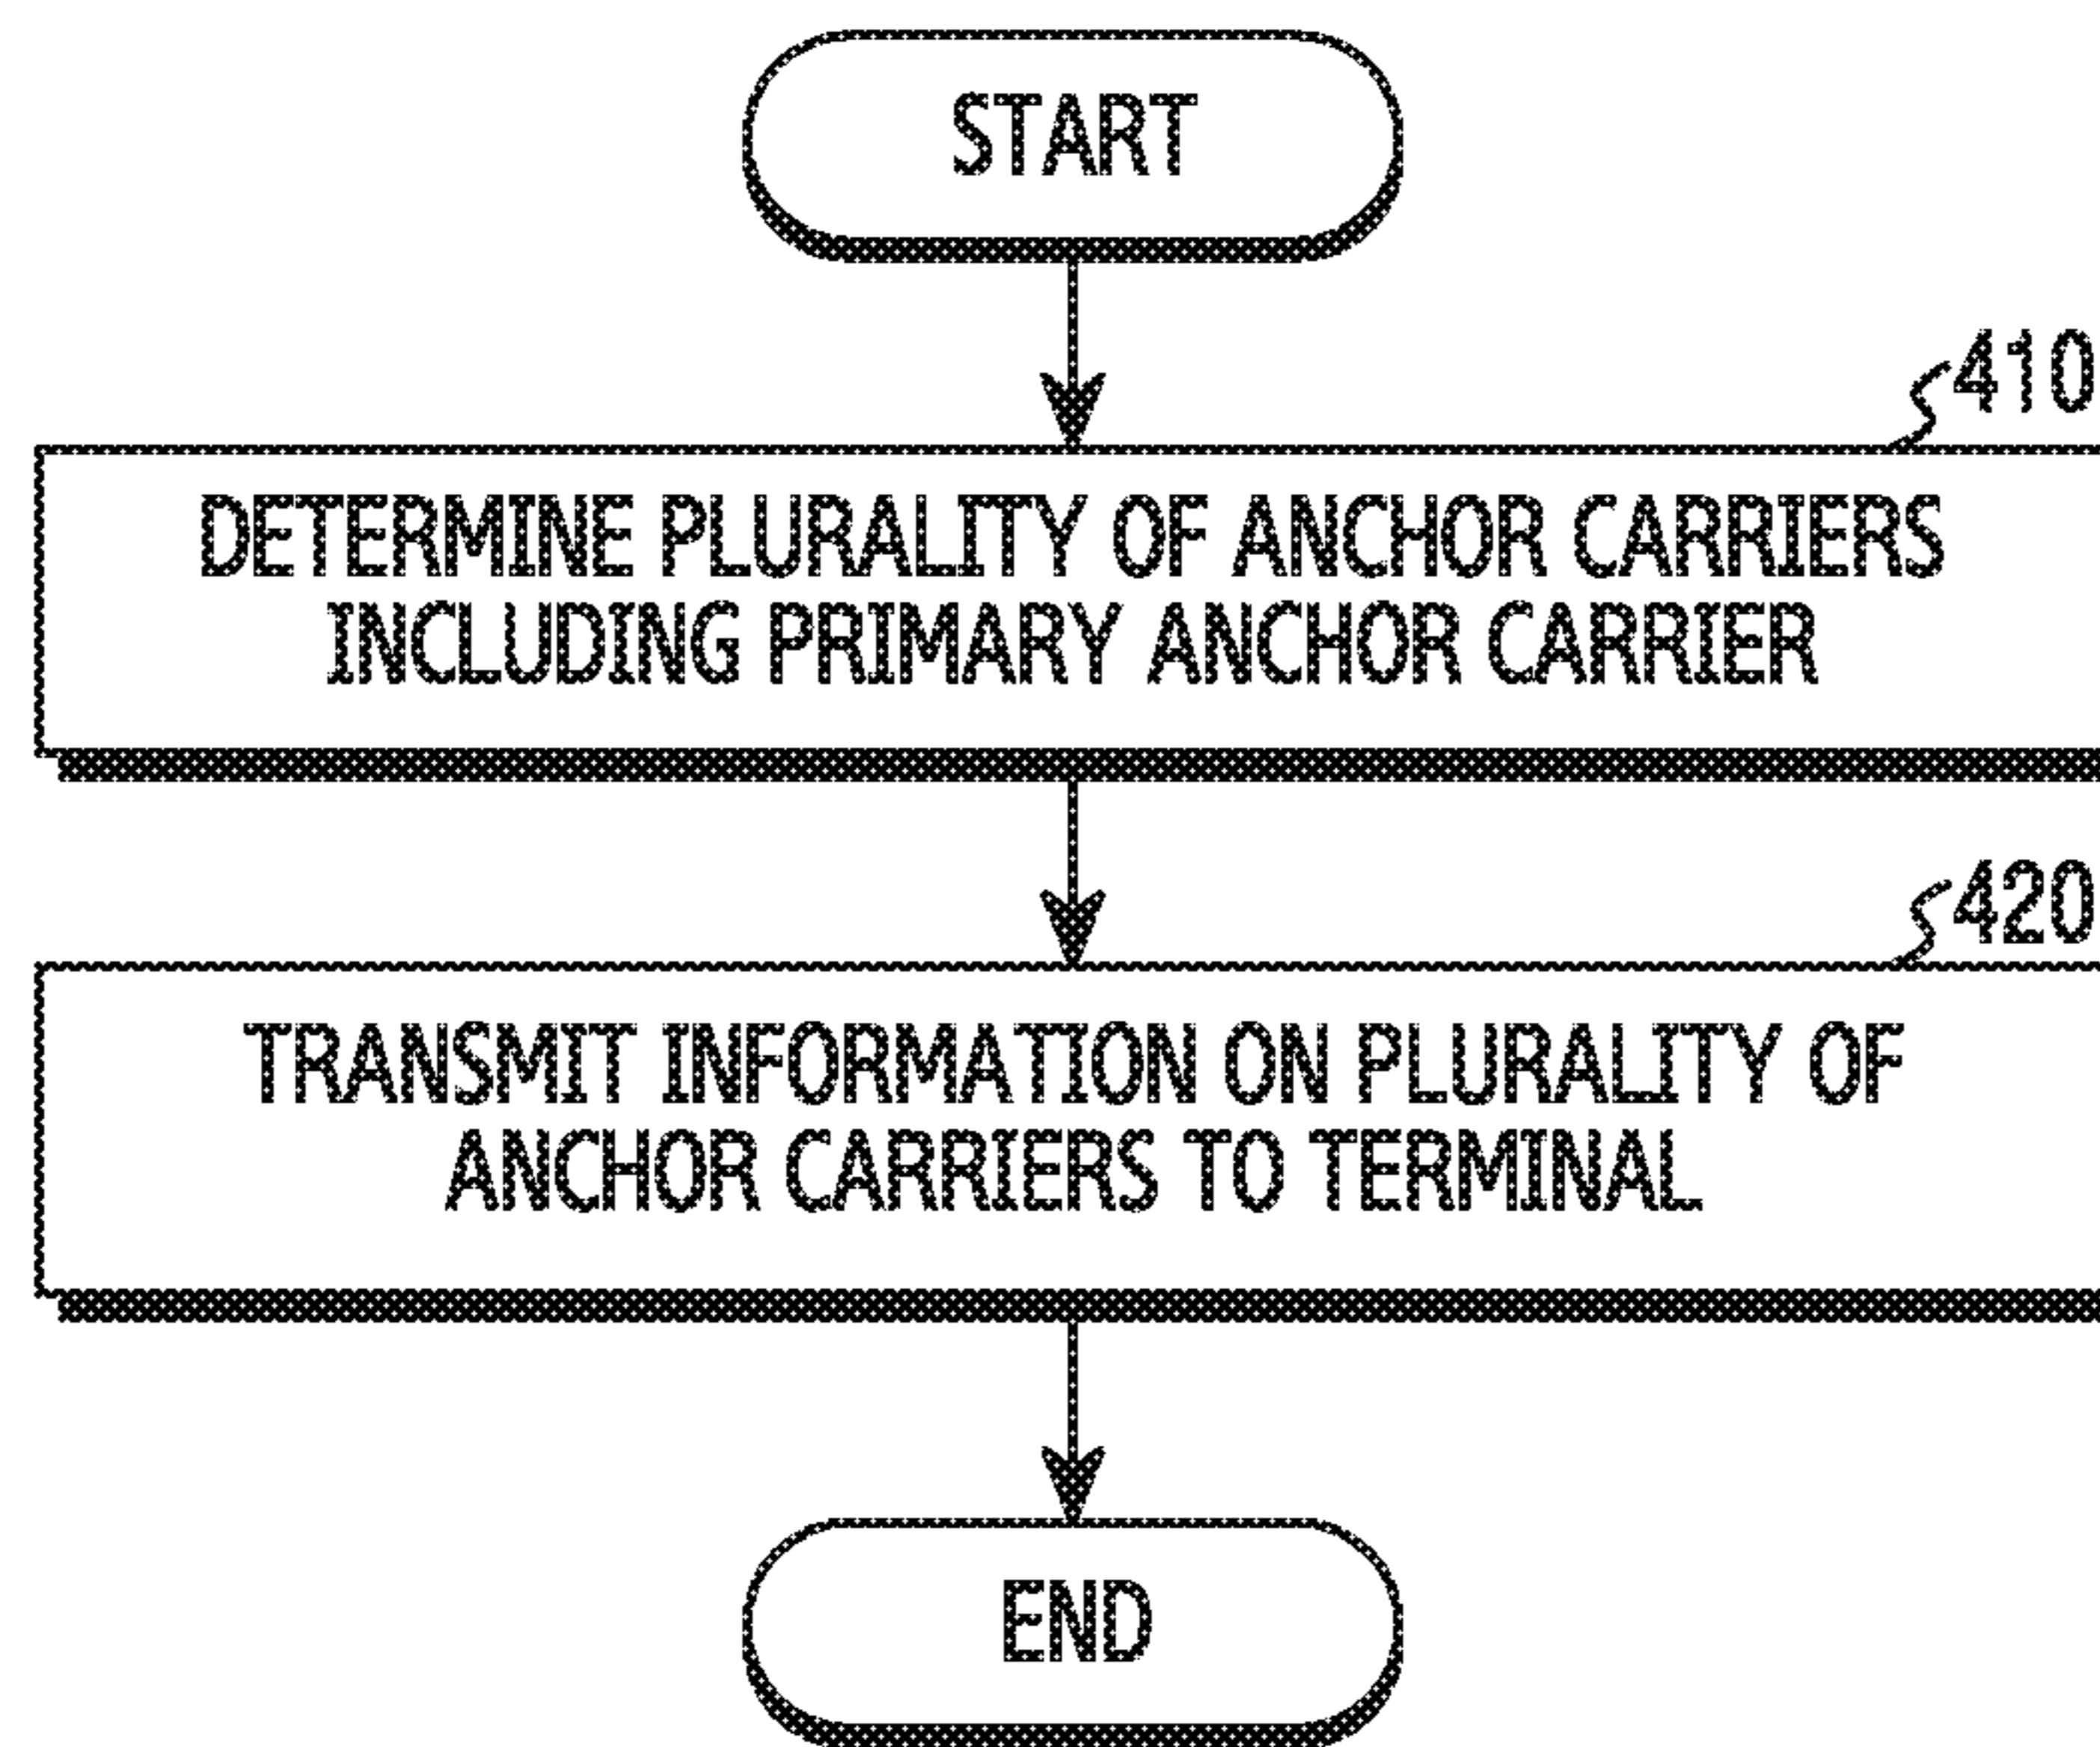 START
410
DETERMINE PLURALITY OF ANCHOR CARRIERS
INCLUDING PRIMARY ANCHOR CARRIER
420
TRANSMIT INFORMATION ON PLURALITY OF
ANCHOR CARRIERS TO TERMINAL
END